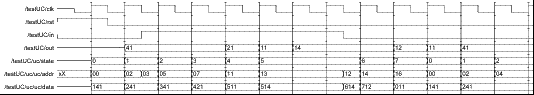 /testUC/clk
/testUC/rst
/testUC/in
/testUC/out 41 21 11 14 12 11 41
/testUC/uc/state 0 1 2 3 4 5 6 7 0 1 2
/testUC/uc/uc/addr xX 00 02 03 05 07 11 13 12 14 16 00 02 04
/testUC/uc/uc/data 141 241 341 421 511 514 614 712 011 141 241